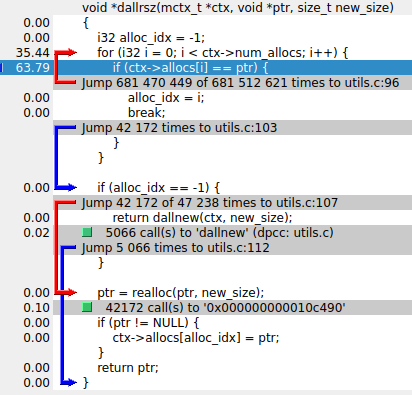 void *dallrsz(mctx_t *ctx, void *ptr, size_t new_size)
0.00 {
0.00 i32 alloc_idx = -1;
35.44 for (i32 i = 0; i < ctx->num_allocs; i++) {
63.79 if (ctx->allocs[i] == ptr) {
Jump 681 470 449 of 681 512 621 times to utils.c:96
0.00 alloc_idx = i;
0.00 break;
Jump 42 172 times to utils.c:103
}
}
0.00 if (alloc_idx == -1) {
Jump 42 172 of 47 238 times to utils.c:107
0.00 return dallnew(ctx, new_size);
0.02 5066 call(s) to 'dallnew' (dpcc: utils.c)
Jump 5 066 times to utils.c:112
}
0.00 ptr = realloc(ptr, new_size);
0.10 42172 call(s) to '0x000000000010c490'
0.00 if (ptr != NULL) {
0.00 ctx->allocs[alloc_idx] = ptr;
}
0.00 return ptr;
0.00 }